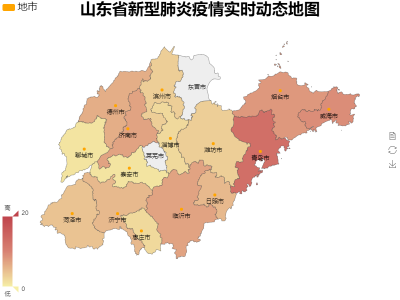 地市
山东省新型肺炎疫情实时动态地图
东营市
滨州市
烟台市
威海市
德州市
济南市
淄博市
潍坊市
青岛市
聊城市
莱芜市
泰安市
日照市
菏泽市
济宁市
临沂市
枣庄市
高
20
0
低